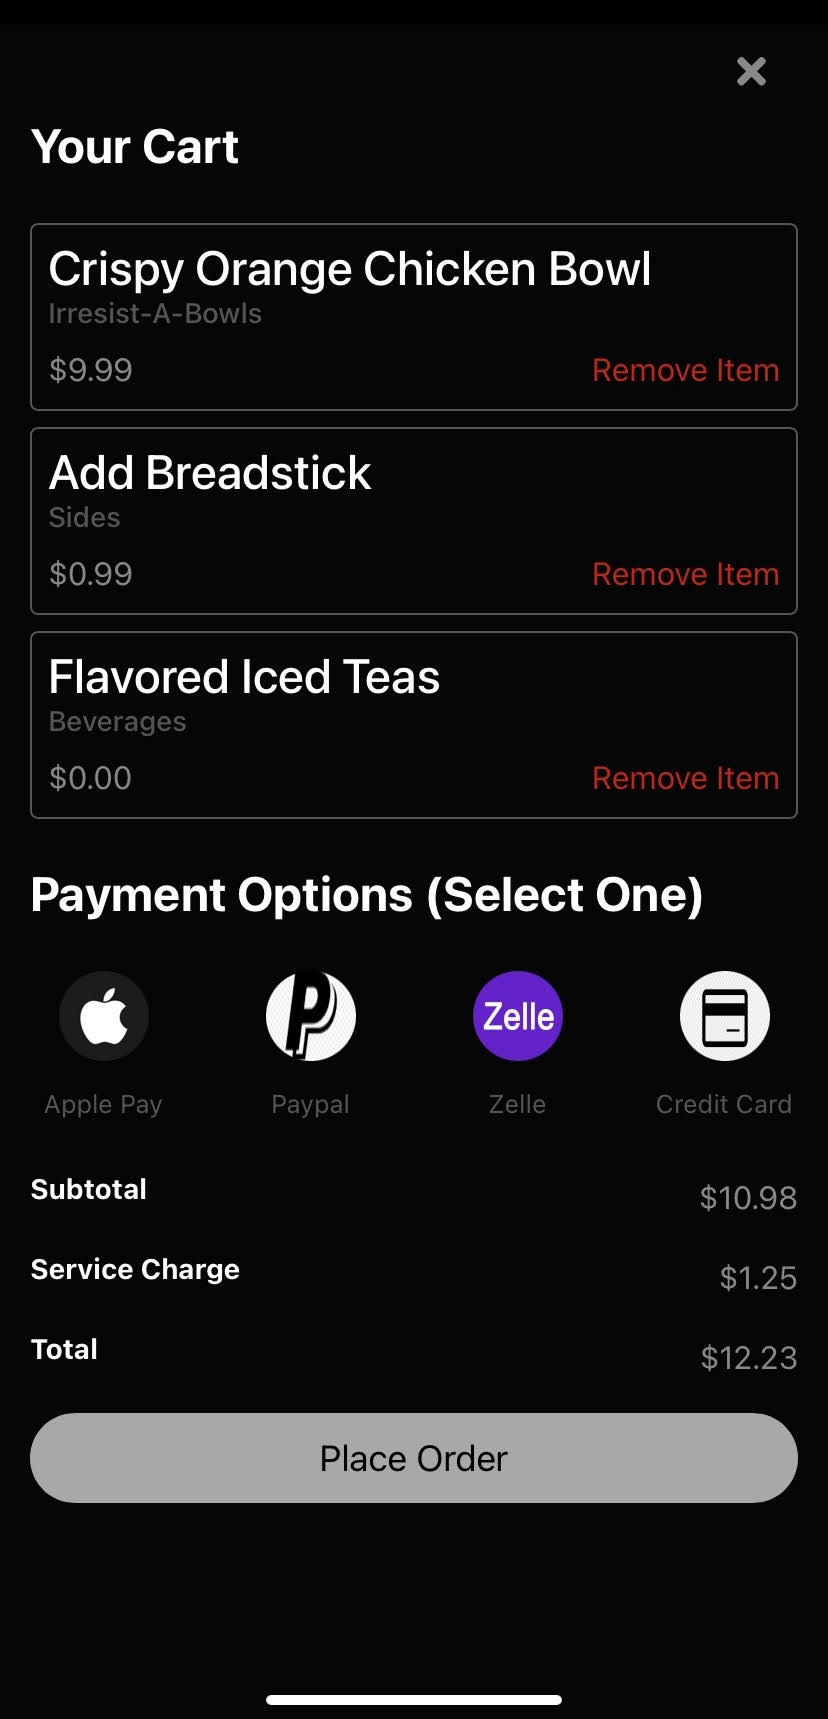 Your Cart
Crispy Orange Chicken Bowl
Irresist-A-Bowls
$9.99 Remove Item
Add Breadstick
Sides
$0.99 Remove Item
Flavored Iced Teas
Beverages
$0.00 Remove Item
Payment Options (Select One)
Zelle
Apple Pay Paypal Zelle Credit Card
Subtotal $10.98
Service Charge $1.25
Total $12.23
Place Order